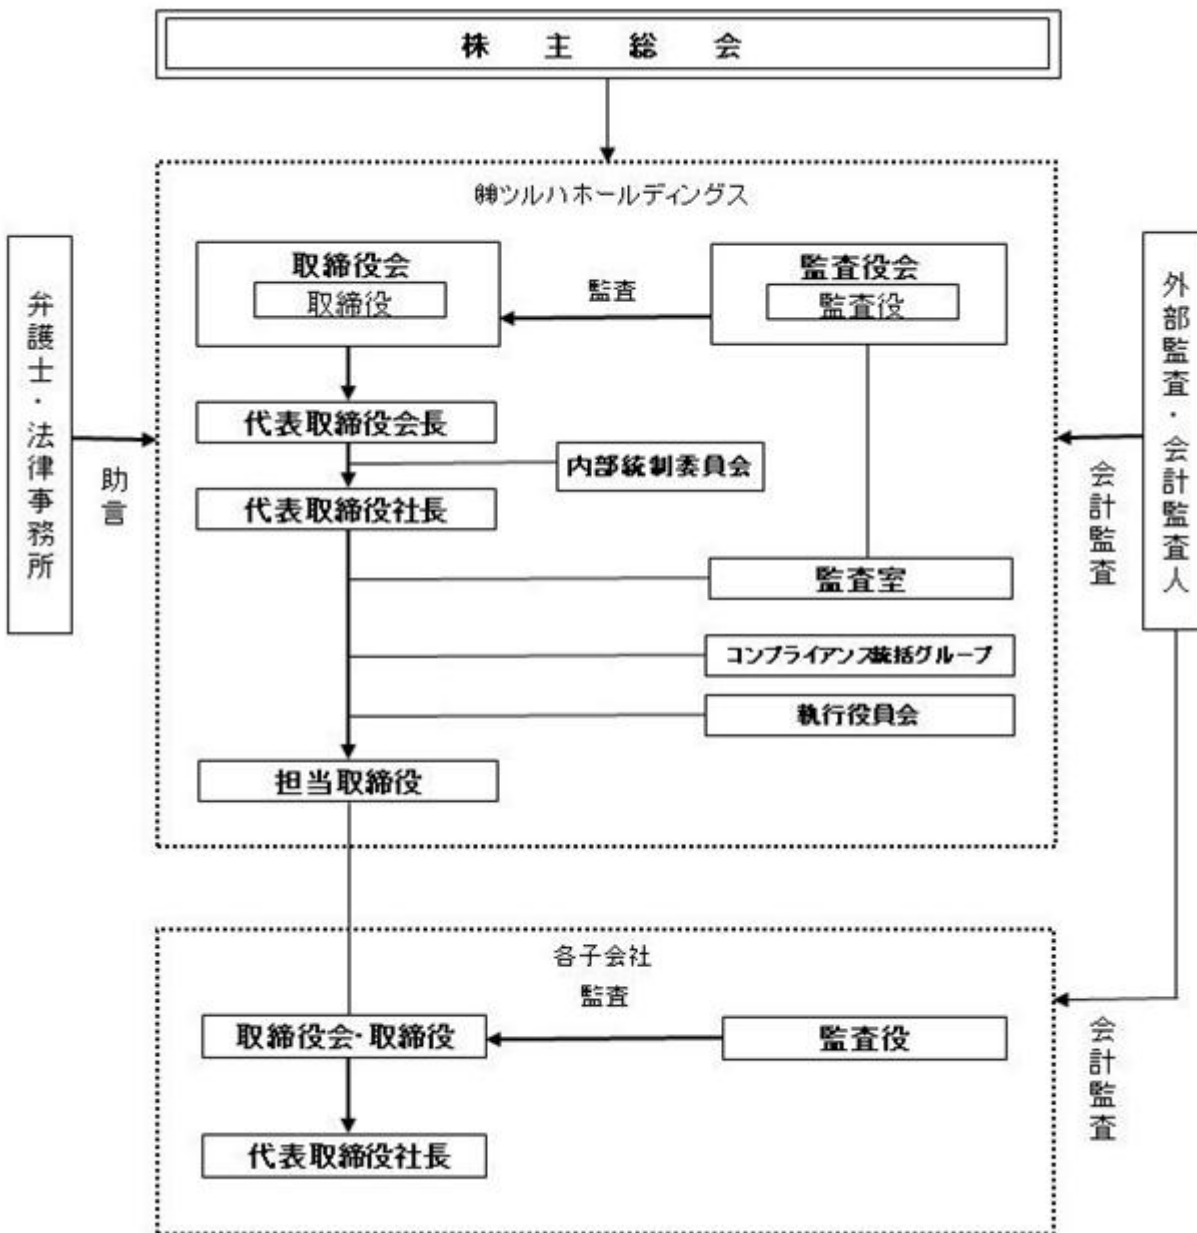 株主総会
㈱ツルハホールディングス
取締役会
取締役
監査
監査役会
監査役
弁護士・法律事務所
助言
外部監査・会計監査人
会計監査
代表取締役会長
内部統制委員会
代表取締役社長
監査室
コンプライアンス統括グループ
執行役員会
担当取締役
各子会社
監査
取締役会・取締役
監査役
会計監査
代表取締役社長